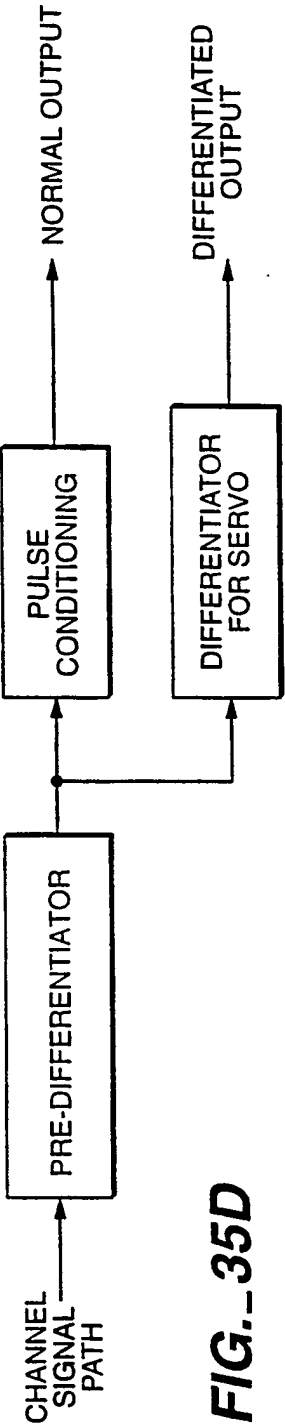 CHANNEL
SIGNAL
PATH
PRE-DIFFERENTIATOR
PULSE
CONDITIONING
NORMAL OUTPUT
DIFFERENTIATOR
FOR SERVO
DIFFERENTIATED
OUTPUT
FIG._35D